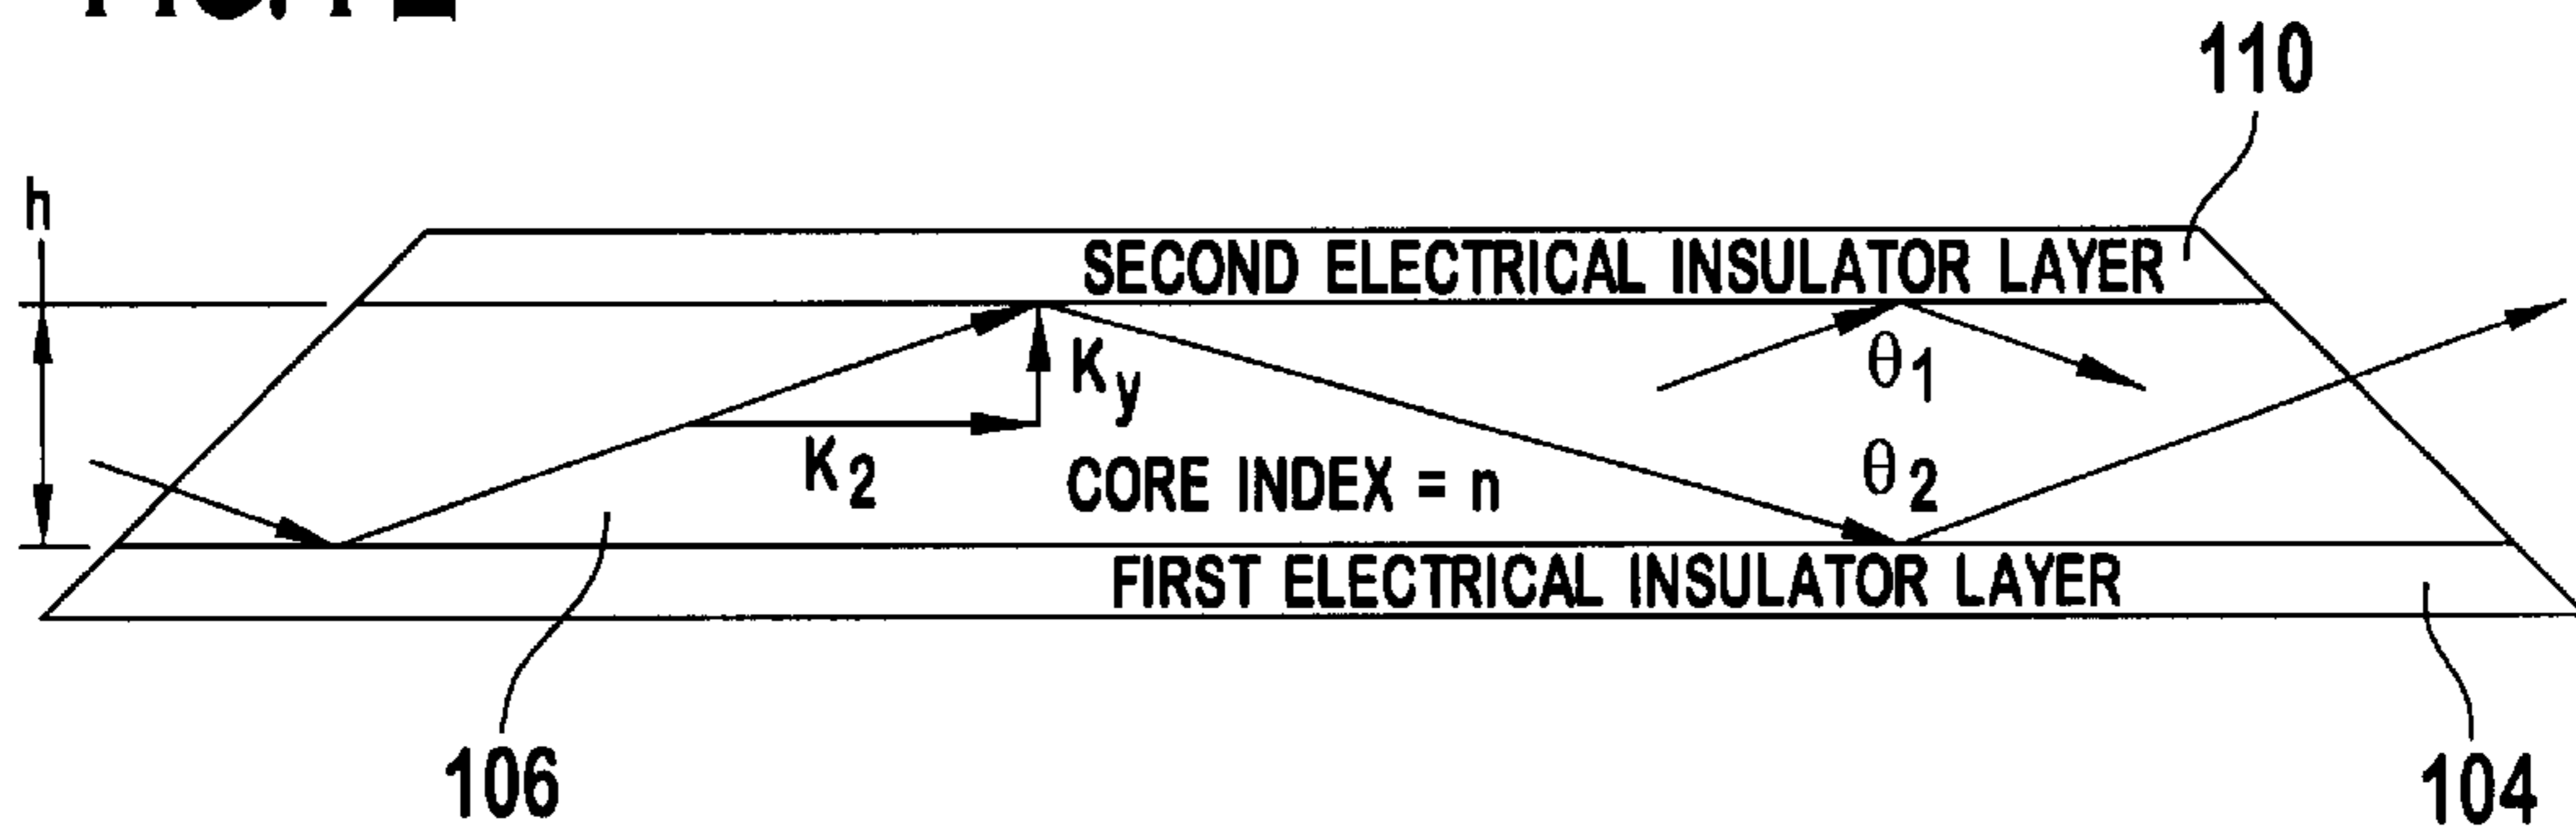 110
h
SECOND ELECTRICAL INSULATOR LAYER
Ky
θ1
K2
CORE INDEX = n
θ2
FIRST ELECTRICAL INSULATOR LAYER
106
104